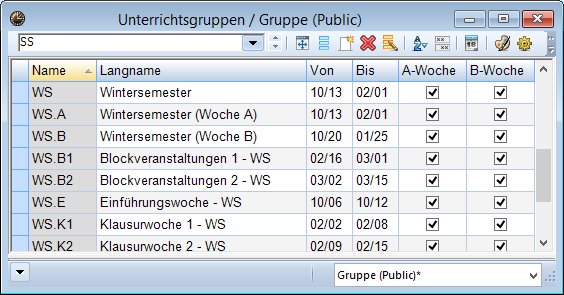 Unterrichtsgruppen / Gruppe (Public)
SS
Name Langname Von Bis A-Woche B-Woche
WS Wintersemester 10/13 02/01
WS.A Wintersemester (Woche A) 10/13 02/01
WS.B Wintersemester (Woche B) 10/20 01/25
WS.B1 Blockveranstaltungen 1 - WS 02/16 03/01
WS.B2 Blockveranstaltungen 2 - WS 03/02 03/15
WS.E Einführungswoche - WS 10/06 10/12
WS.K1 Klausurwoche 1 - WS 02/02 02/08
WS.K2 Klausurwoche 2 - WS 02/09 02/15
Gruppe (Public)*